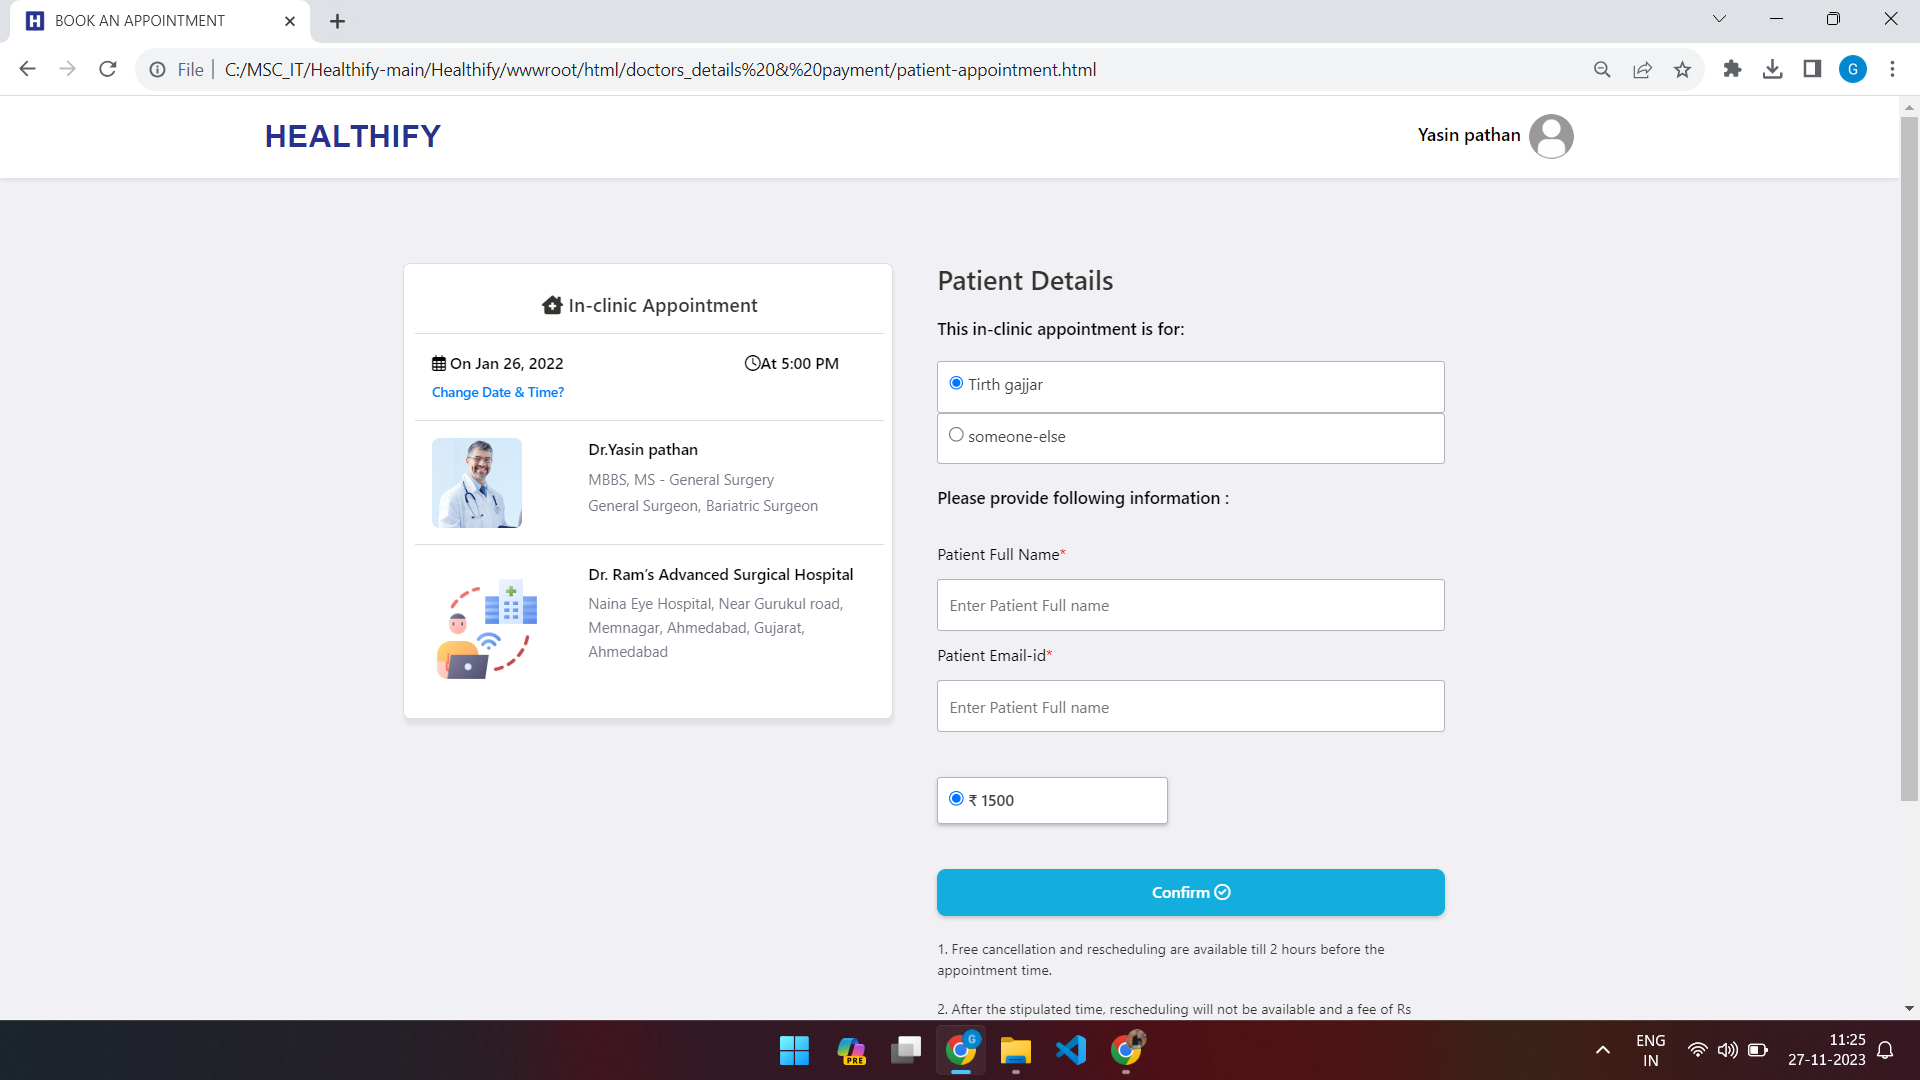 BOOK AN APPOINTMENT
File
C:/MSC_IT/Healthify-main/Healthify/wwwroot/html/doctors_details%20&%20payment/patient-appointment.html
G
HEALTHIFY
Yasin pathan
In-clinic Appointment
On Jan 26, 2022
At 5:00 PM
Change Date & Time?
Dr.Yasin pathan
MBBS, MS - General Surgery
General Surgeon, Bariatric Surgeon
Dr. Ram's Advanced Surgical Hospital
Naina Eye Hospital, Near Gurukul road,
Memnagar, Ahmedabad, Gujarat,
Ahmedabad
Patient Details
This in-clinic appointment is for:
Tirth gajjar
someone-else
Please provide following information :
Patient Full Name*
Enter Patient Full name
Patient Email-id*
Enter Patient Full name
₹ 1500
Confirm
1. Free cancellation and rescheduling are available till 2 hours before the
appointment time.
2. After the stipulated time, rescheduling will not be available and a fee of Rs
PRE
G
ENG
IN
11:25
27-11-2023